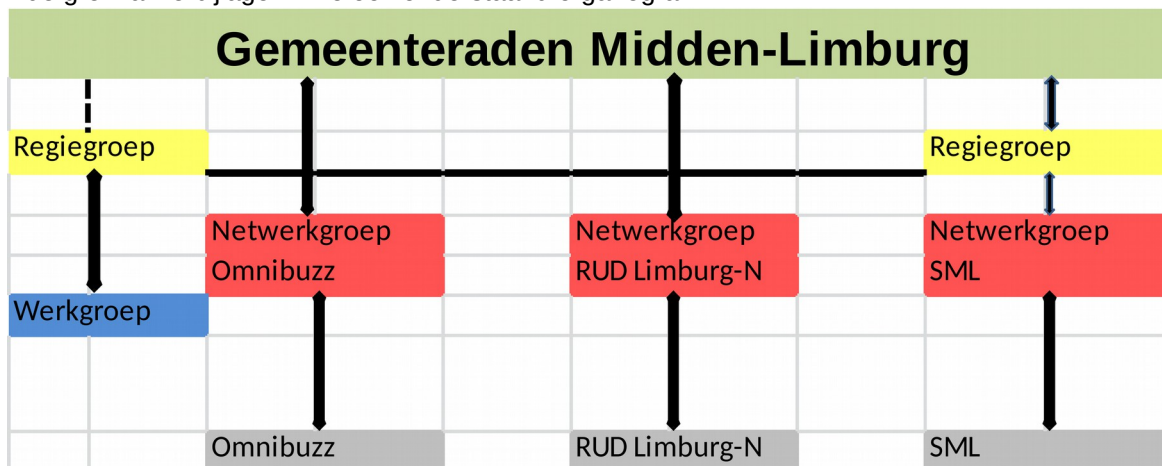 Gemeenteraden Midden-Limburg
Regiegroep
Regiegroep
Netwerkgroep
Omnibuzz
Netwerkgroep
RUD Limburg-N
Netwerkgroep
SML
Werkgroep
Omnibuzz
RUD Limburg-N
SML